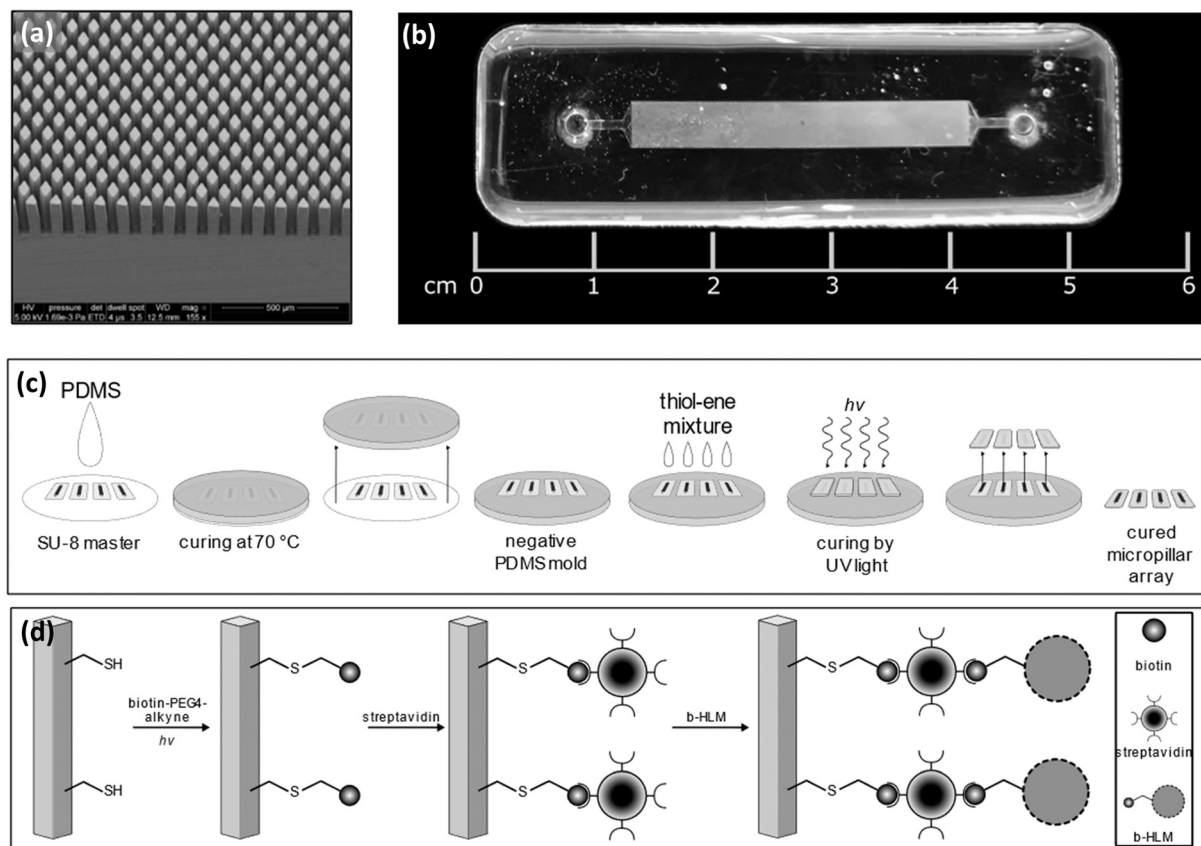 (a)
HV pressure det dwell spot WD mag 500 µm
5.00 kV 1.69e-3 Pa ETD 4 µs 3.5 12.5 mm 155 x
(b)
cm 0 1 2 3 4 5 6
(c)
PDMS
thiol-ene
mixture
hν
SU-8 master
curing at 70 °C
negative
PDMS mold
curing by
UV light
cured
micropillar
array
(d)
SH
SH
biotin-PEG4-
alkyne
hν
S
S
streptavidin
S
S
b-HLM
S
S
biotin
streptavidin
b-HLM